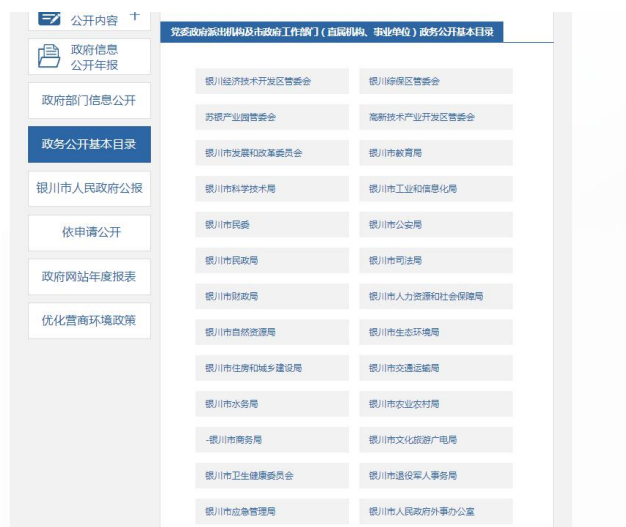 公开内容 +
政府信息
公开年报
政府部门信息公开
政务公开基本目录
银川市人民政府公报
依申请公开
政府网站年度报表
优化营商环境政策
党委政府派出机构及市政府工作部门（直属机构、事业单位）政务公开基本目录
银川经济技术开发区管委会 银川综保区管委会
苏银产业园管委会 高新技术产业开发区管委会
银川市发展和改革委员会 银川市教育局
银川市科学技术局 银川市工业和信息化局
银川市民委 银川市公安局
银川市民政局 银川市司法局
银川市财政局 银川市人力资源和社会保障局
银川市自然资源局 银川市生态环境局
银川市住房和城乡建设局 银川市交通运输局
银川市水务局 银川市农业农村局
-银川市商务局 银川市文化旅游广电局
银川市卫生健康委员会 银川市退役军人事务局
银川市应急管理局 银川市人民政府外事办公室